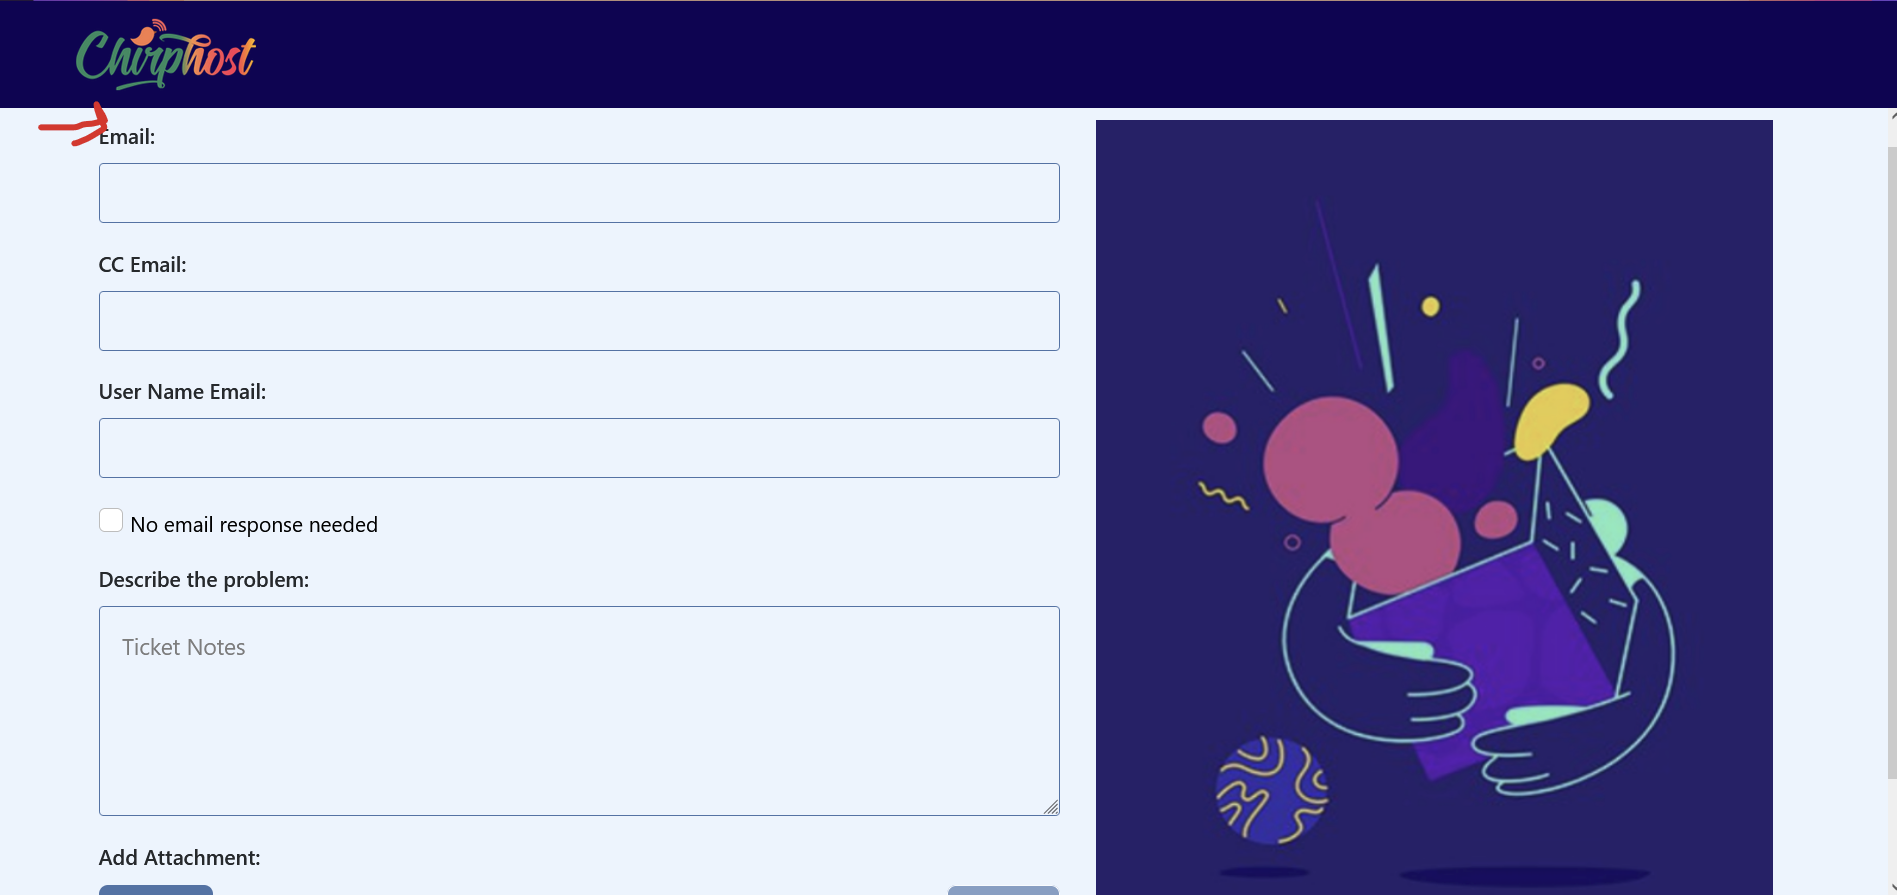 Chirphost
Email:
CC Email:
User Name Email:
No email response needed
Describe the problem:
Ticket Notes
Add Attachment: